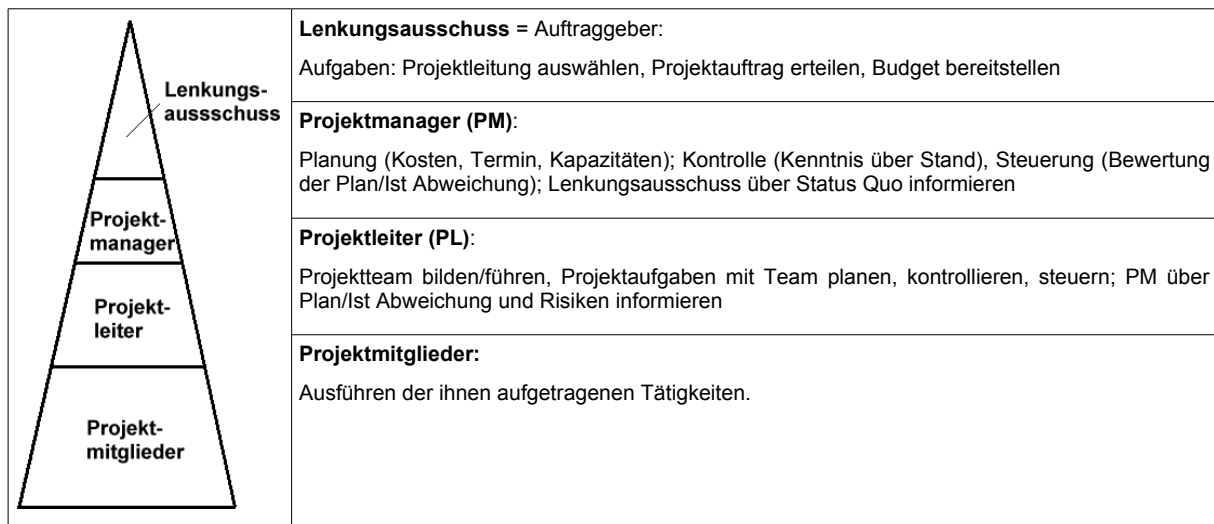 Lenkungs-
aussschuss
Projekt-
manager
Projekt-
leiter
Projekt-
mitglieder
Lenkungsausschuss = Auftraggeber:
Aufgaben: Projektleitung auswählen, Projektauftrag erteilen, Budget bereitstellen
Projektmanager (PM):
Planung (Kosten, Termin, Kapazitäten); Kontrolle (Kenntnis über Stand), Steuerung (Bewertung
der Plan/Ist Abweichung); Lenkungsausschuss über Status Quo informieren
Projektleiter (PL):
Projektteam bilden/führen, Projektaufgaben mit Team planen, kontrollieren, steuern; PM über
Plan/Ist Abweichung und Risiken informieren
Projektmitglieder:
Ausführen der ihnen aufgetragenen Tätigkeiten.